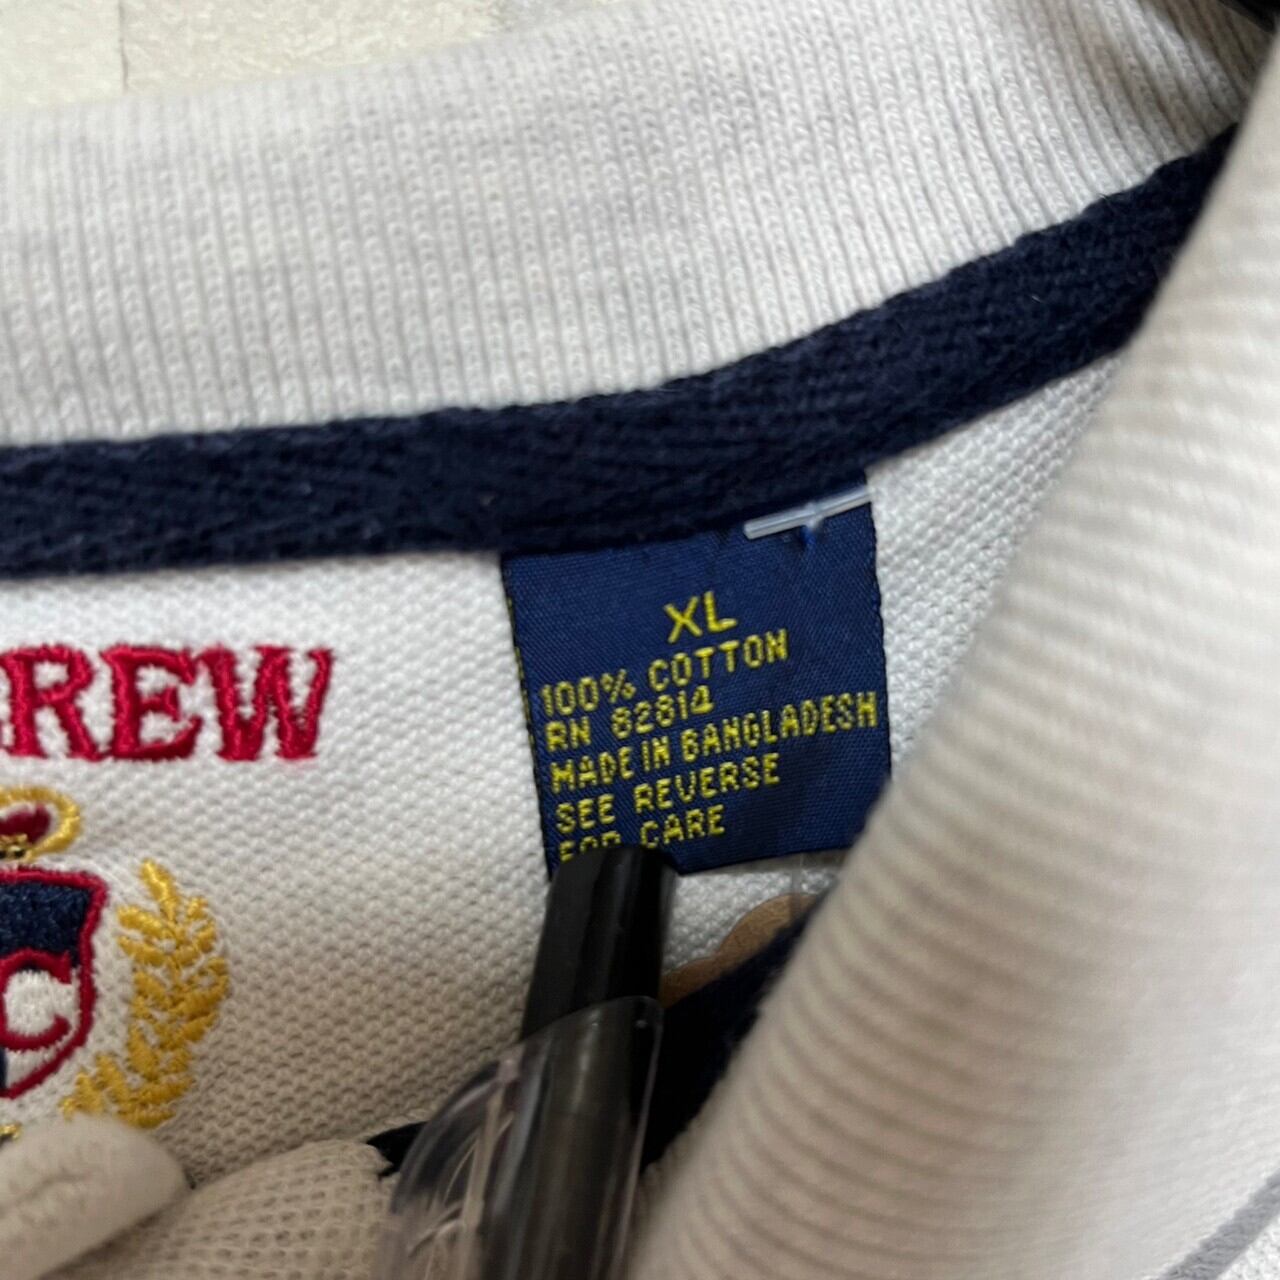 REW
C
XL
100% COTTON
RN 82814
MADE IN BANGLADESH
SEE REVERSE
FOR CARE